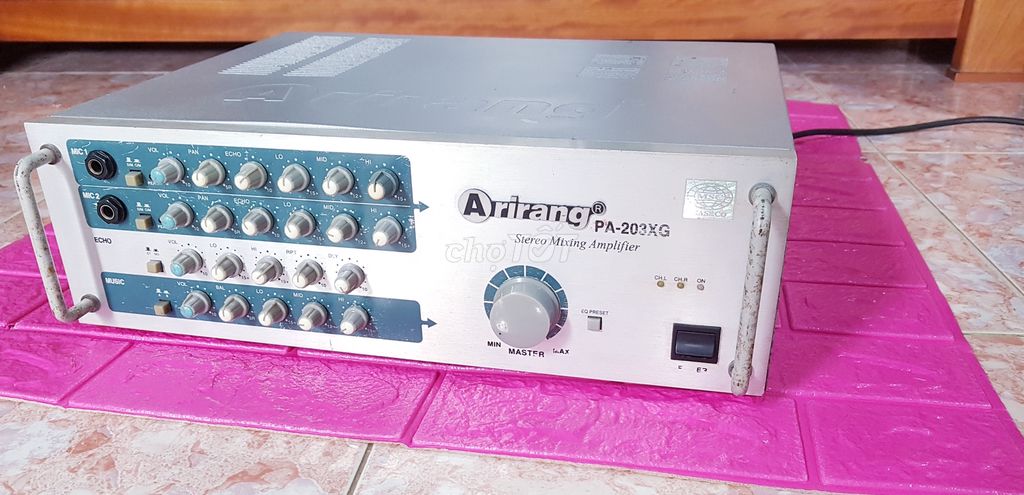 Arirang
MIC 1
VOL PAN ECHO LO MID HI
MIC 2
VOL PAN ECHO LO MID HI
Arirang® PA-203XG
Stereo Mixing Amplifier
choTỐT
ECHO
VOL LO HI RPT DLY
MUSIC
VOL BAL LO MID HI
CH.L CH.R ON
EQ PRESET
MIN MASTER MAX